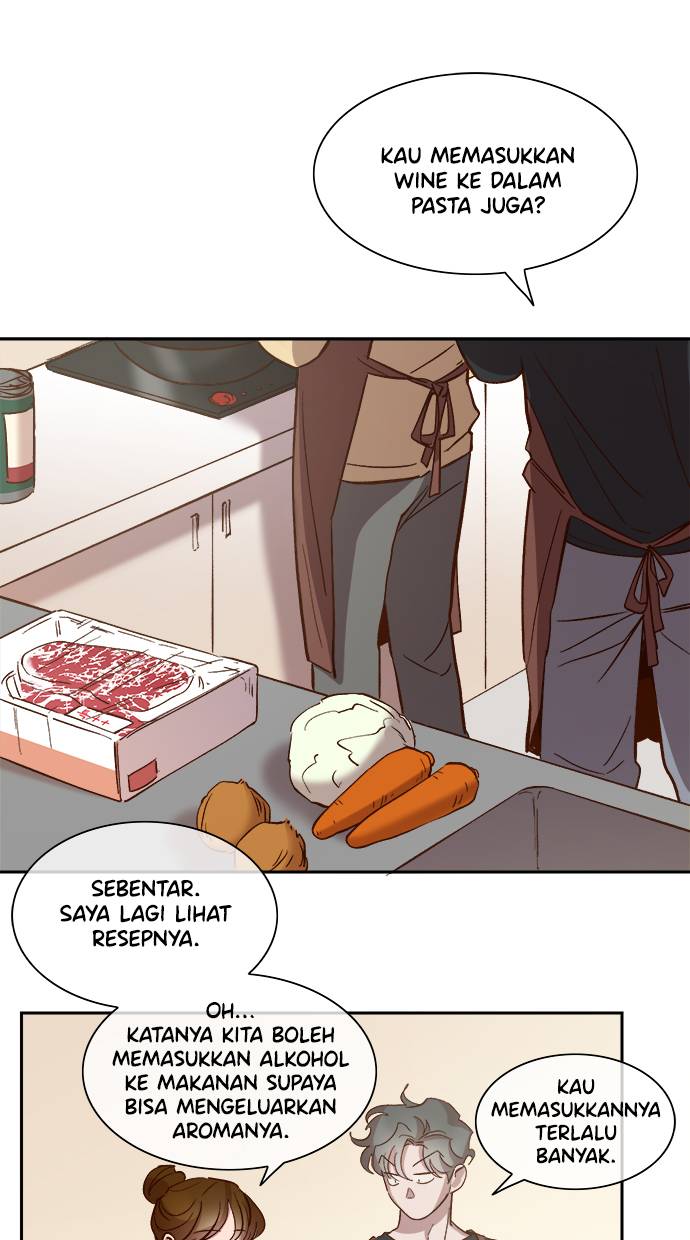 KAU MEMASUKKAN
WINE KE DALAM
PASTA JUGA?
SEBENTAR.
SAYA LAGI LIHAT
RESEPNYA.
OH...
KATANYA KITA BOLEH
MEMASUKKAN ALKOHOL
KE MAKANAN SUPAYA
BISA MENGELUARKAN
AROMANYA.
KAU
MEMASUKKANNYA
TERLALU
BANYAK.